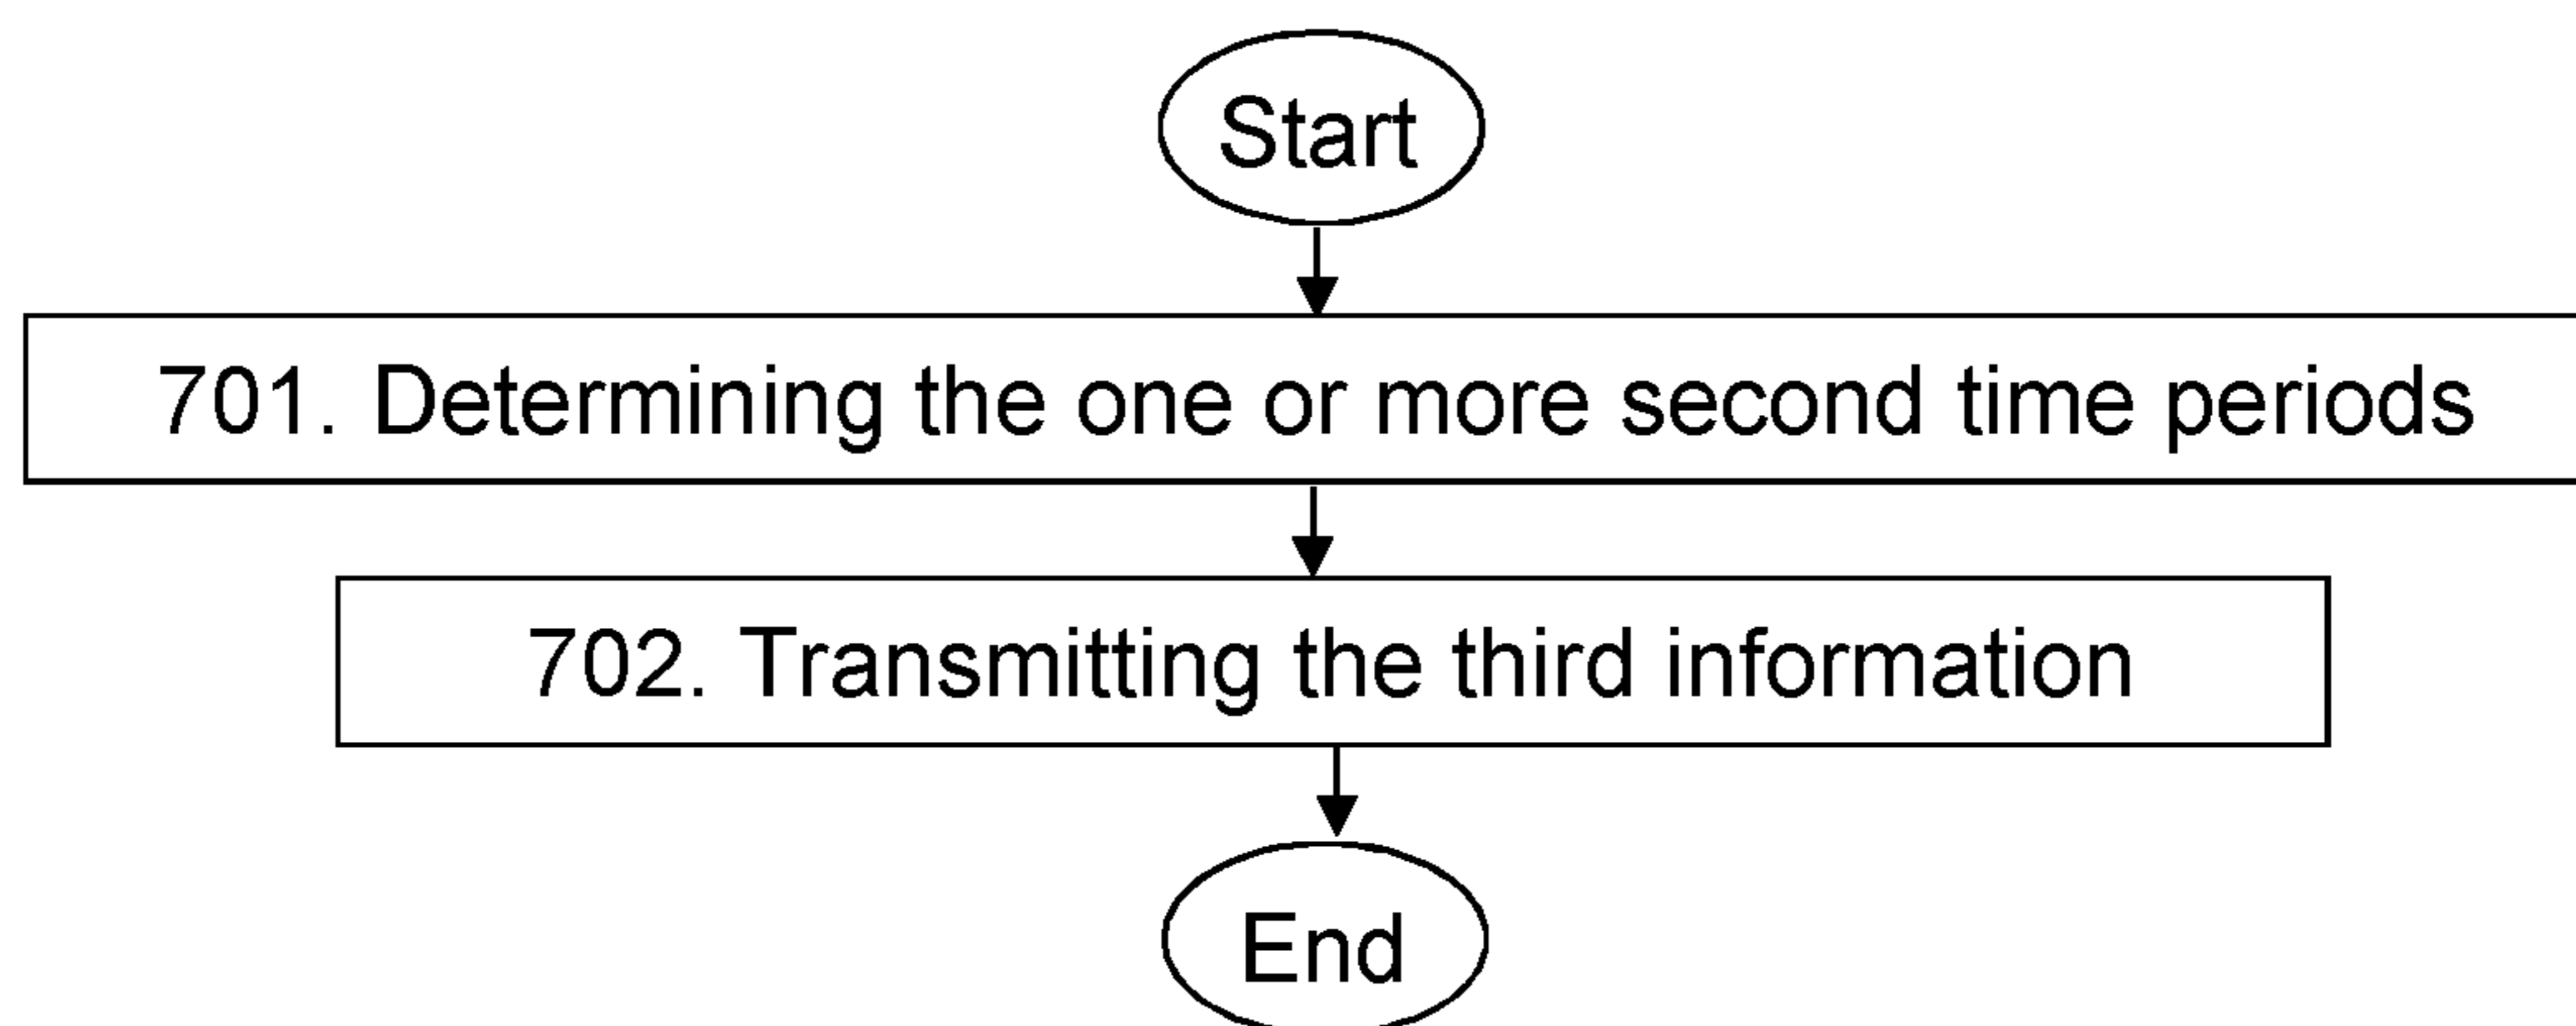 Start
701. Determining the one or more second time periods
702. Transmitting the third information
End